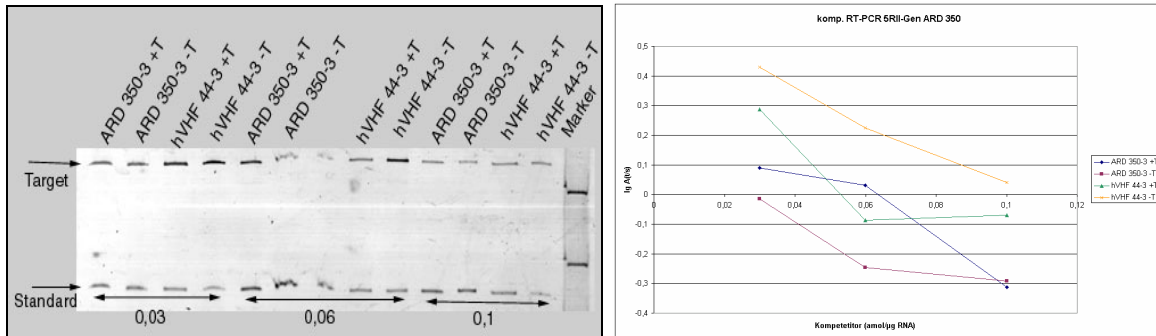 ARD 350-3 +T
ARD 350-3 -T
hVHF 44-3 +T
hVHF 44-3 -T
ARD 350-3 +T
ARD 350-3 -T
hVHF 44-3 +T
hVHF 44-3 -T
ARD 350-3 +T
ARD 350-3 -T
hVHF 44-3 +T
hVHF 44-3 -T
Marker
Target
Standard
0,03
0,06
0,1
komp. RT-PCR 5RII-Gen ARD 350
lg A(t/s)
0,5
0,4
0,3
0,2
0,1
0
-0,1
-0,2
-0,3
-0,4
0 0,02 0,04 0,06 0,08 0,1 0,12
Kompetetitor (amol/µg RNA)
ARD 350-3 +T
ARD 350-3 -T
hVHF 44-3 +T
hVHF 44-3 -T